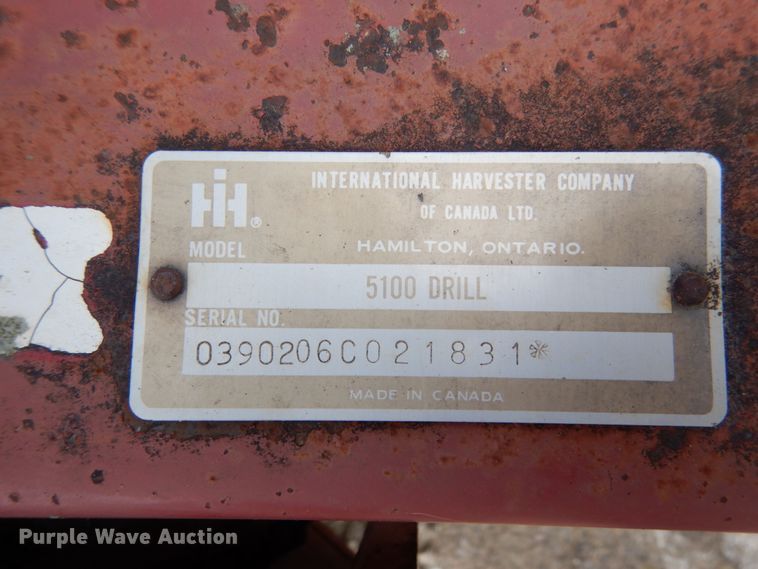 IH®
INTERNATIONAL HARVESTER COMPANY
OF CANADA LTD.
HAMILTON, ONTARIO.
MODEL
5100 DRILL
SERIAL NO.
0390206C021831*
MADE IN CANADA
Purple Wave Auction